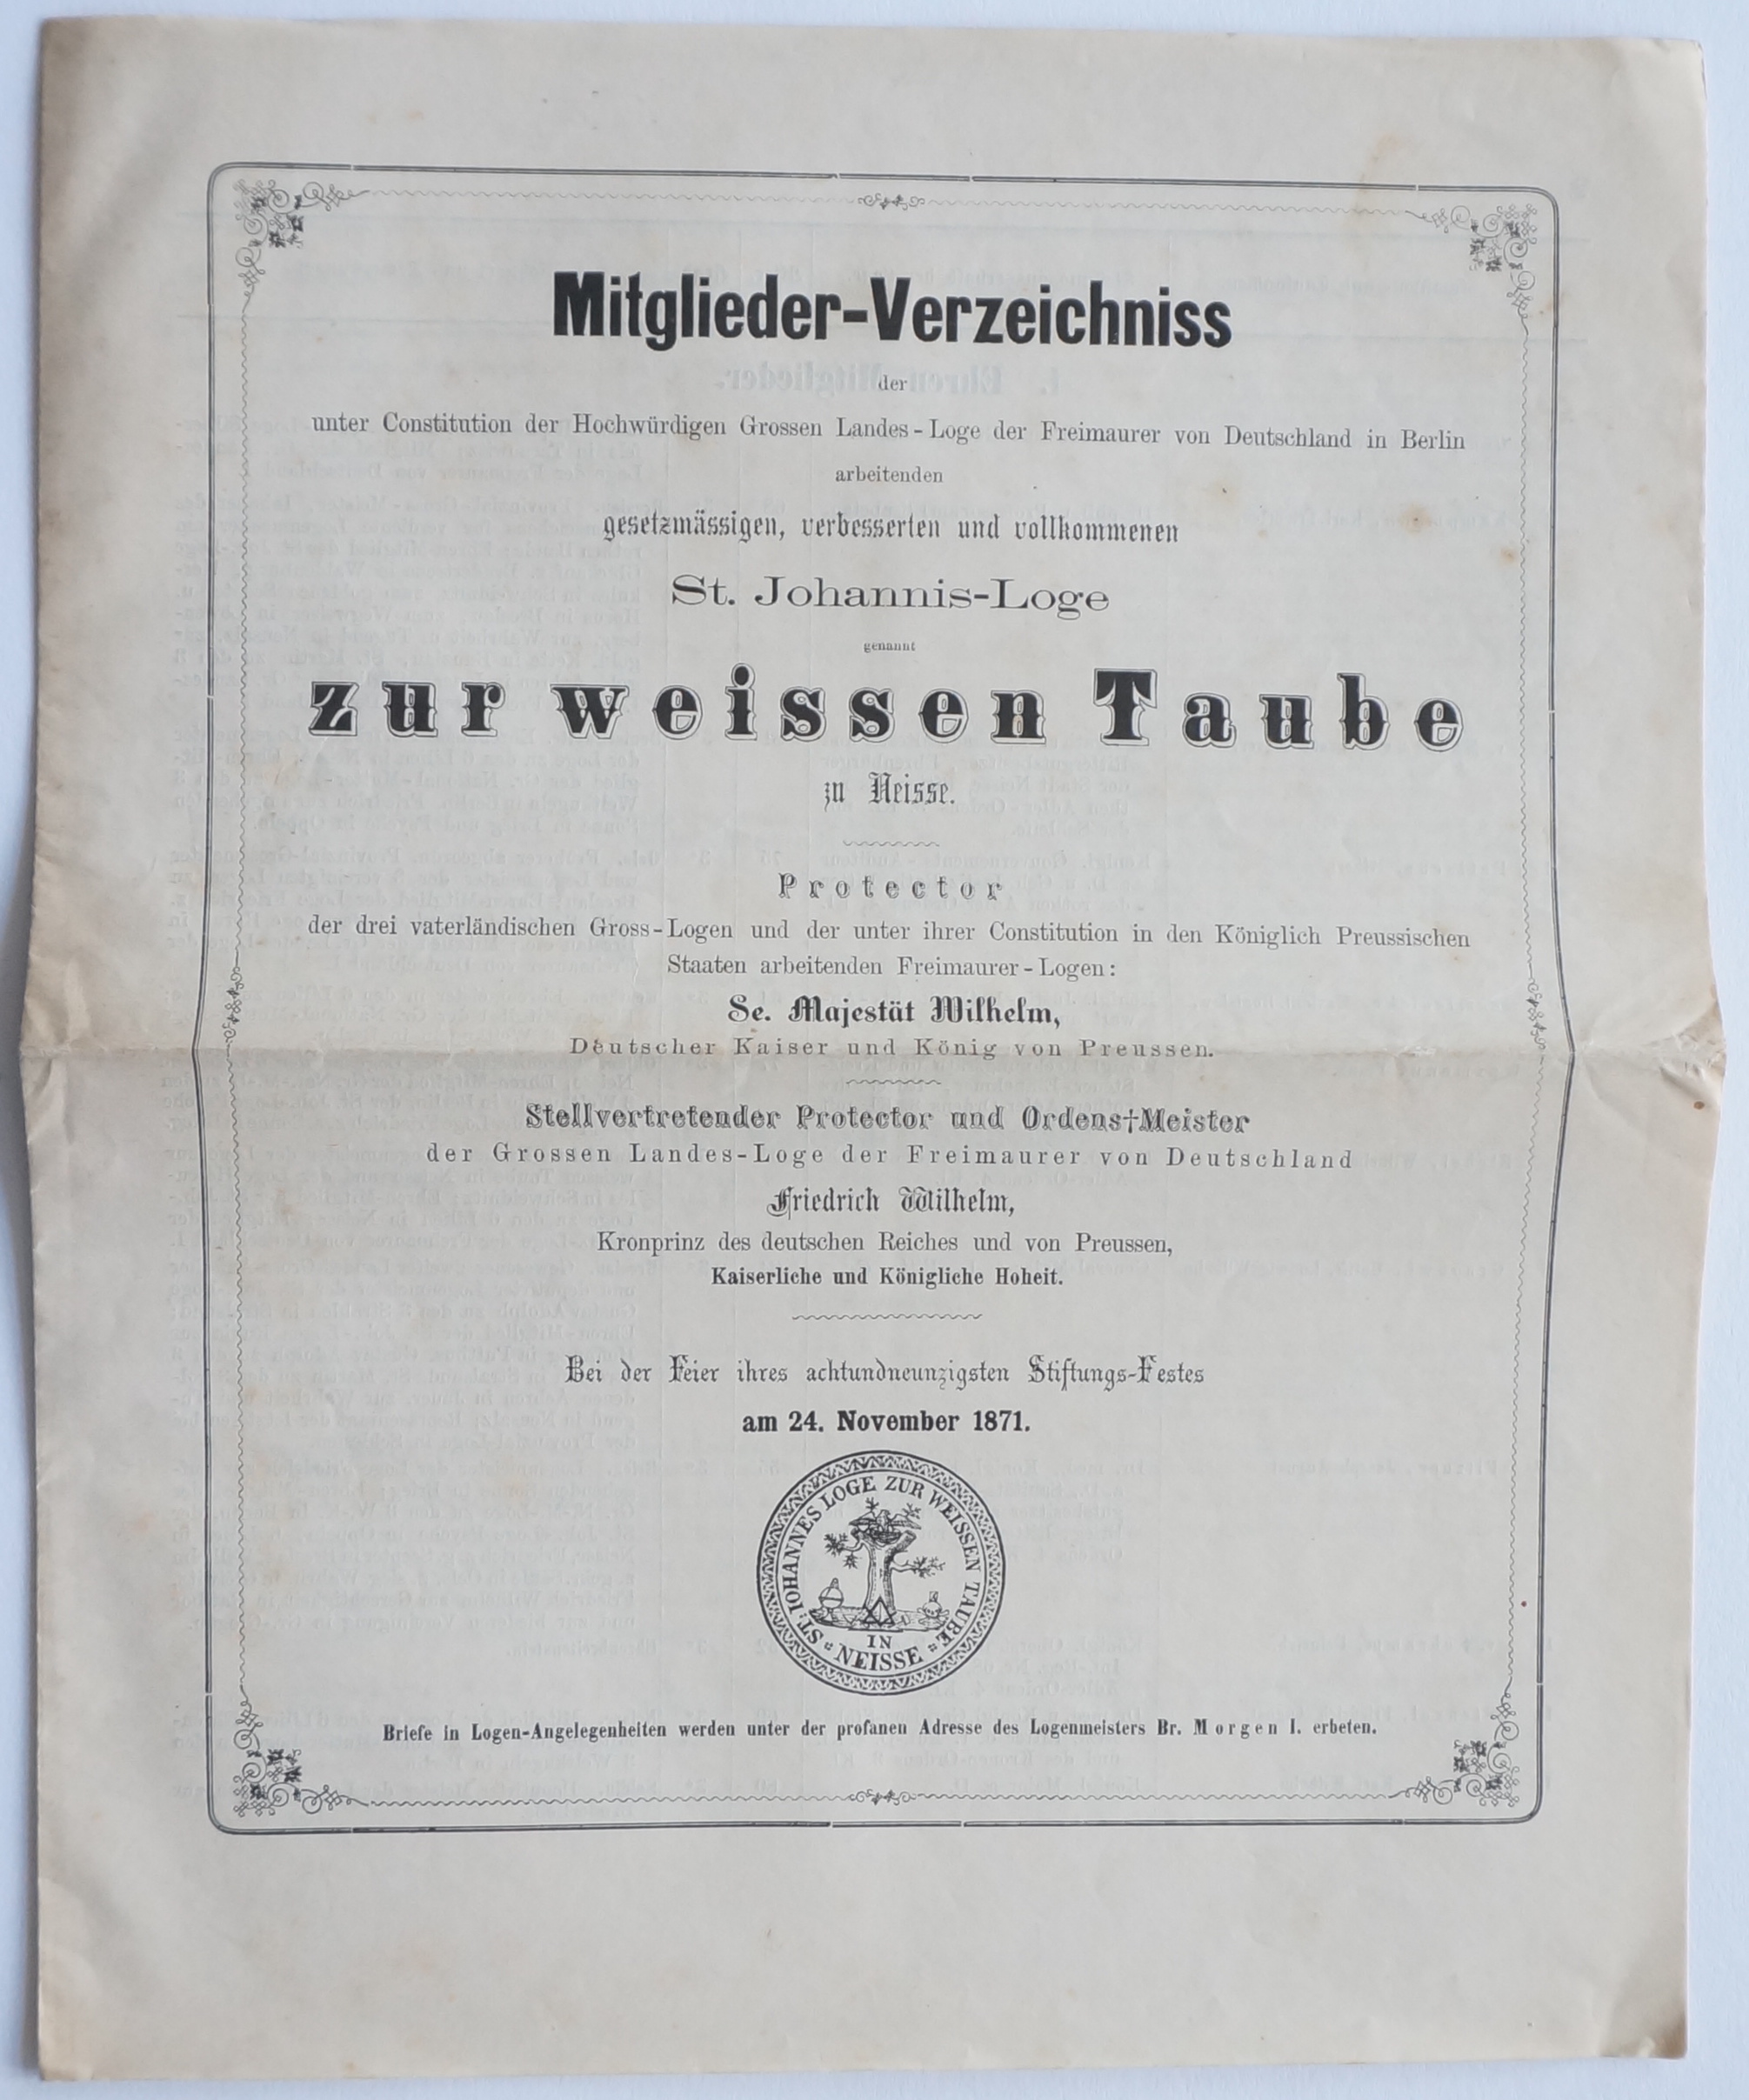 Mitglieder-Verzeichniss
der
unter Constitution der Hochwürdigen Grossen Landes-Loge der Freimaurer von Deutschland in Berlin
arbeitenden
gesetzmässigen, verbesserten und vollkommenen
St. Johannis-Loge
genannt
zur weissen Taube
zu Neisse.
Protector
der drei vaterländischen Gross-Logen und der unter ihrer Constitution in den Königlich Preussischen
Staaten arbeitenden Freimaurer-Logen:
Se. Majestät Wilhelm,
Deutscher Kaiser und König von Preussen.
Stellvertretender Protector und Ordens†Meister
der Grossen Landes-Loge der Freimaurer von Deutschland
Friedrich Wilhelm,
Kronprinz des deutschen Reiches und von Preussen,
Kaiserliche und Königliche Hoheit.
Bei der Feier ihres achtundneunzigsten Stiftungs-Festes
am 24. November 1871.
ST. JOHANNES LOGE ZUR WEISSEN TAUBE
IN
NEISSE
Briefe in Logen-Angelegenheiten werden unter der profanen Adresse des Logenmeisters Br. Morgen I. erbeten.